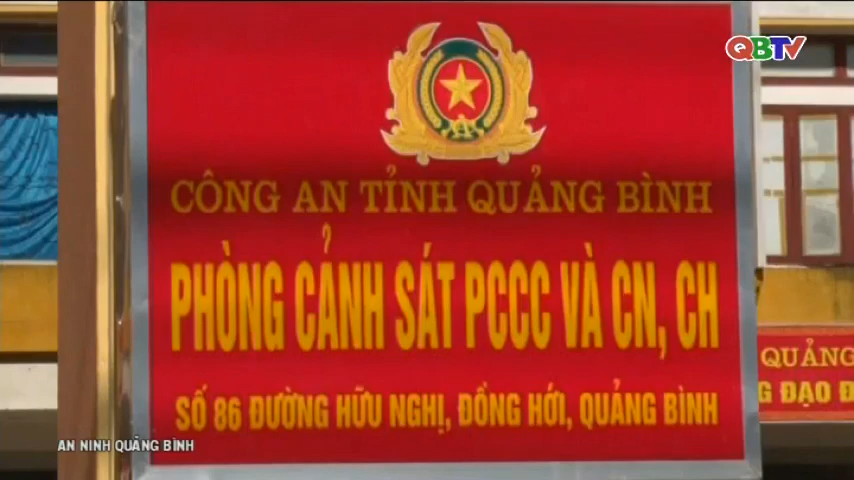 QBTV
CÔNG AN TỈNH QUẢNG BÌNH
PHÒNG CẢNH SÁT PCCC VÀ CN, CH
SỐ 86 ĐƯỜNG HỮU NGHỊ, ĐỒNG HỚI, QUẢNG BÌNH
QUẢNG
ĐẠO
AN NINH QUẢNG BÌNH